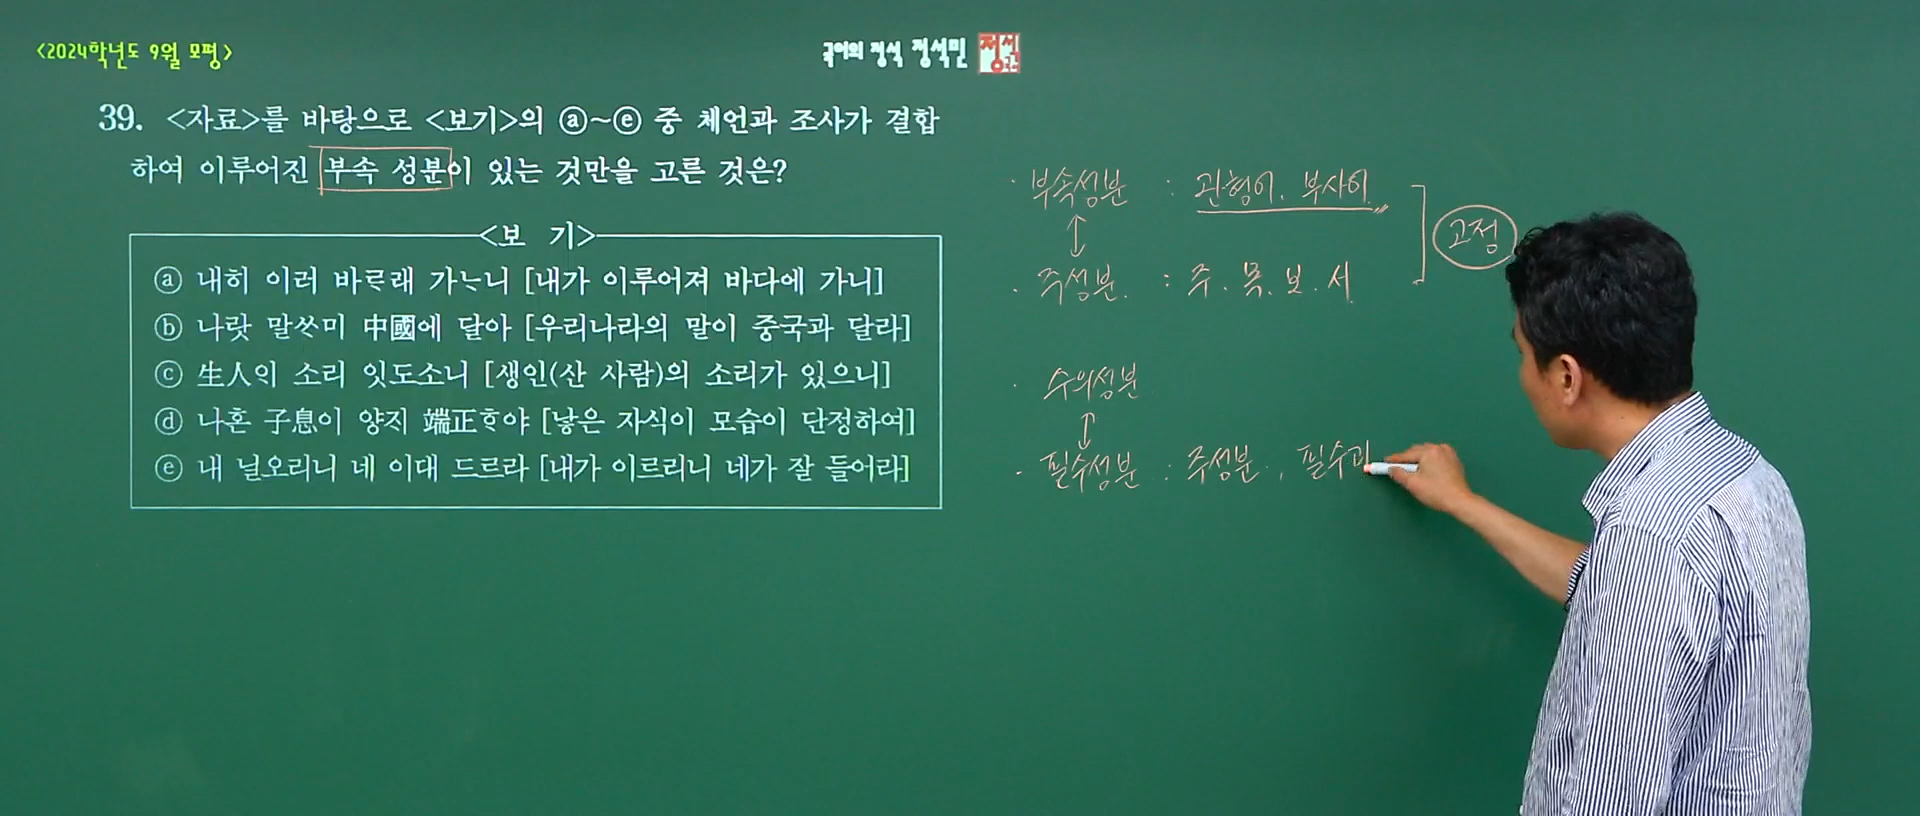 <2024학년도 9월 모평>
국어의 정석 정석민
39. <자료>를 바탕으로 <보기>의 ⓐ~ⓔ 중 체언과 조사가 결합
하여 이루어진 부속 성분이 있는 것만을 고른 것은?
<보 기>
ⓐ 내히 이러 바ᄅᆞ래 가ᄂᆞ니 [내가 이루어져 바다에 가니]
ⓑ 나랏 말ᄊᆞ미 中國에 달아 [우리나라의 말이 중국과 달라]
ⓒ 生人ᄋᆡ 소리 잇도소니 [생인(산 사람)의 소리가 있으니]
ⓓ 나혼 子息이 양ᄌᆡ 端正ᄒᆞ야 [낳은 자식이 모습이 단정하여]
ⓔ 내 닐오리니 네 이대 드르라 [내가 이르리니 네가 잘 들어라]
· 부속성분 : 관형어, 부사어
↕
· 주성분 : 주. 목. 보. 서
고정
· 수의성분
↕
· 필수성분 : 주성분, 필수과